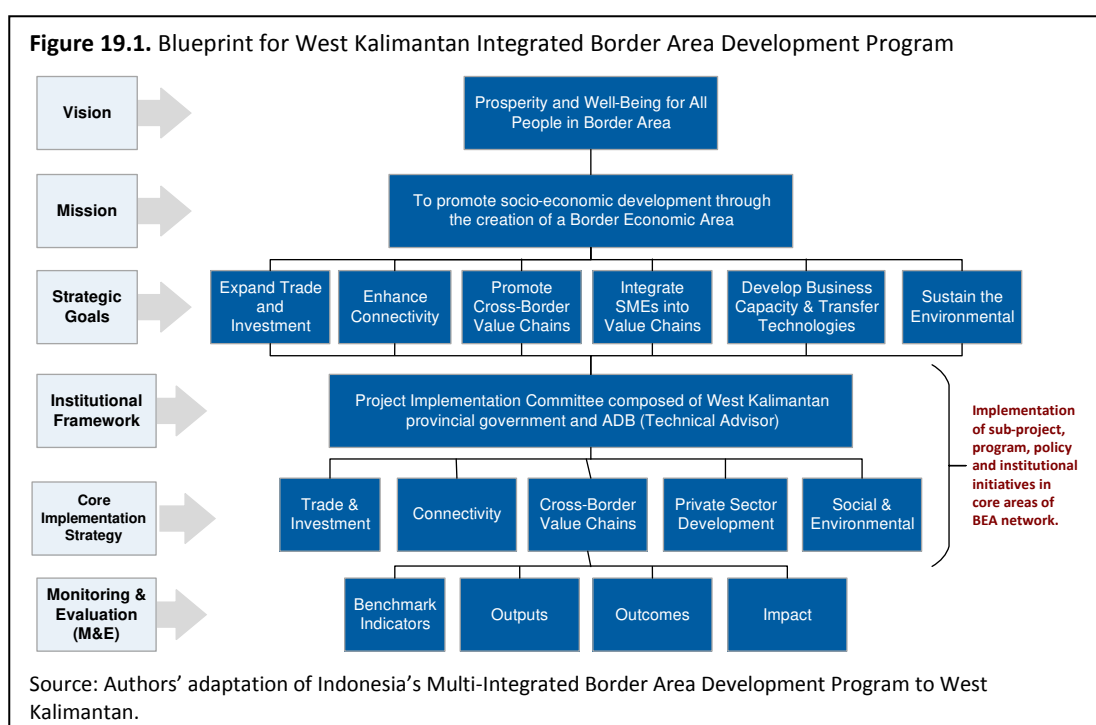 Figure 19.1. Blueprint for West Kalimantan Integrated Border Area Development Program
Vision
Prosperity and Well-Being for All
People in Border Area
Mission
To promote socio-economic development through
the creation of a Border Economic Area
Strategic
Goals
Expand Trade
and
Investment
Enhance
Connectivity
Promote
Cross-Border
Value Chains
Integrate
SMEs into
Value Chains
Develop Business
Capacity & Transfer
Technologies
Sustain the
Environmental
Institutional
Framework
Project Implementation Committee composed of West Kalimantan
provincial government and ADB (Technical Advisor)
Implementation
of sub-project,
program, policy
and institutional
initiatives in
core areas of
BEA network.
Core
Implementation
Strategy
Trade &
Investment
Connectivity
Cross-Border
Value Chains
Private Sector
Development
Social &
Environmental
Monitoring &
Evaluation
(M&E)
Benchmark
Indicators
Outputs
Outcomes
Impact
Source: Authors’ adaptation of Indonesia’s Multi-Integrated Border Area Development Program to West
Kalimantan.